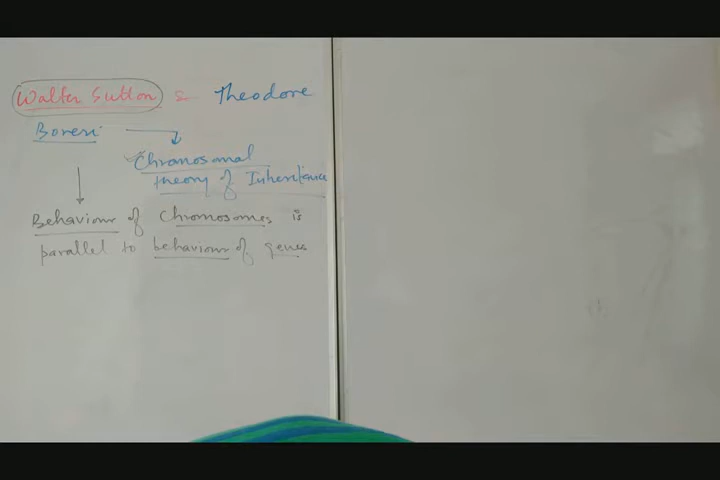 Walter Sutton & Theodore
Boveri
Chromosomal
theory of Inheritance
Behaviour of Chromosomes is
parallel to behaviour of genes